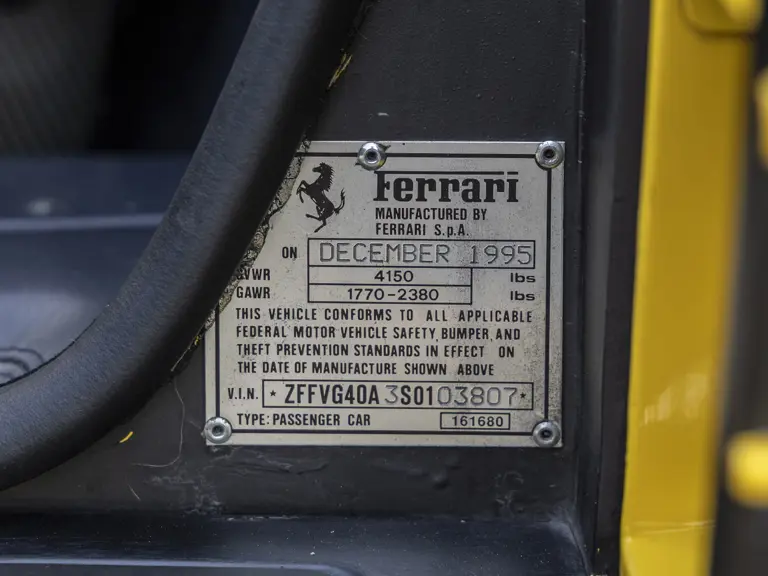 Ferrari
MANUFACTURED BY
FERRARI S.p.A.
ON DECEMBER 1995
GVWR 4150 lbs
GAWR 1770-2380 lbs
THIS VEHICLE CONFORMS TO ALL APPLICABLE
FEDERAL MOTOR VEHICLE SAFETY, BUMPER, AND
THEFT PREVENTION STANDARDS IN EFFECT ON
THE DATE OF MANUFACTURE SHOWN ABOVE
V.I.N. * ZFFVG40A3S0103807 *
TYPE: PASSENGER CAR 161680